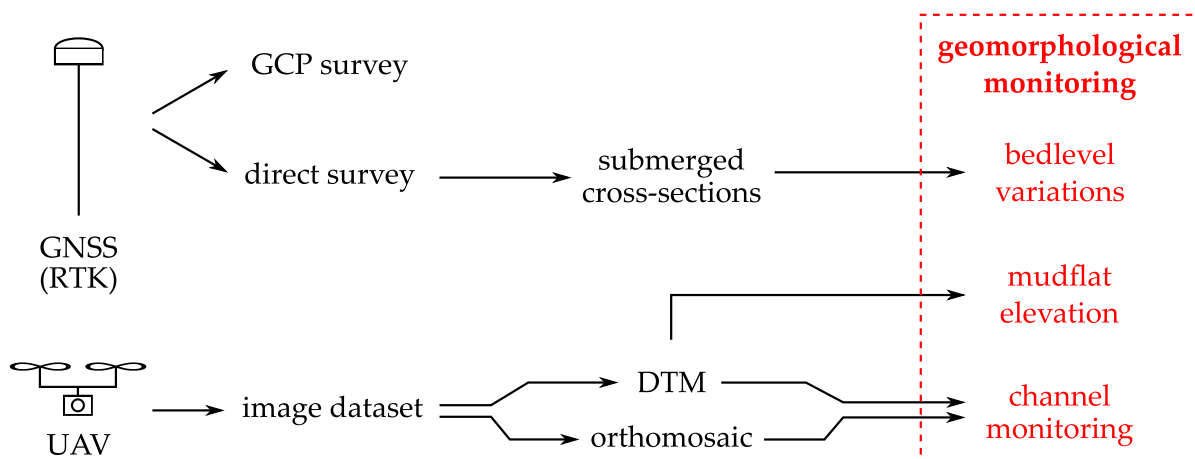 GCP survey
geomorphological
monitoring
direct survey
submerged
cross-sections
bedlevel
variations
GNSS
(RTK)
mudflat
elevation
DTM
image dataset
orthomosaic
channel
monitoring
UAV